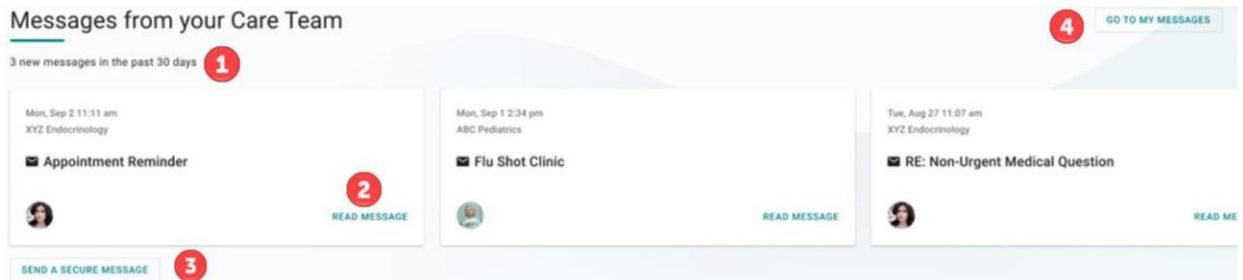 Messages from your Care Team
4
GO TO MY MESSAGES
3 new messages in the past 30 days
1
Mon, Sep 2 11:11 am
XYZ Endocrinology
Appointment Reminder
2
READ MESSAGE
Mon, Sep 1 2:34 pm
ABC Pediatrics
Flu Shot Clinic
READ MESSAGE
Tue, Aug 27 11:07 am
XYZ Endocrinology
RE: Non-Urgent Medical Question
READ ME
SEND A SECURE MESSAGE
3